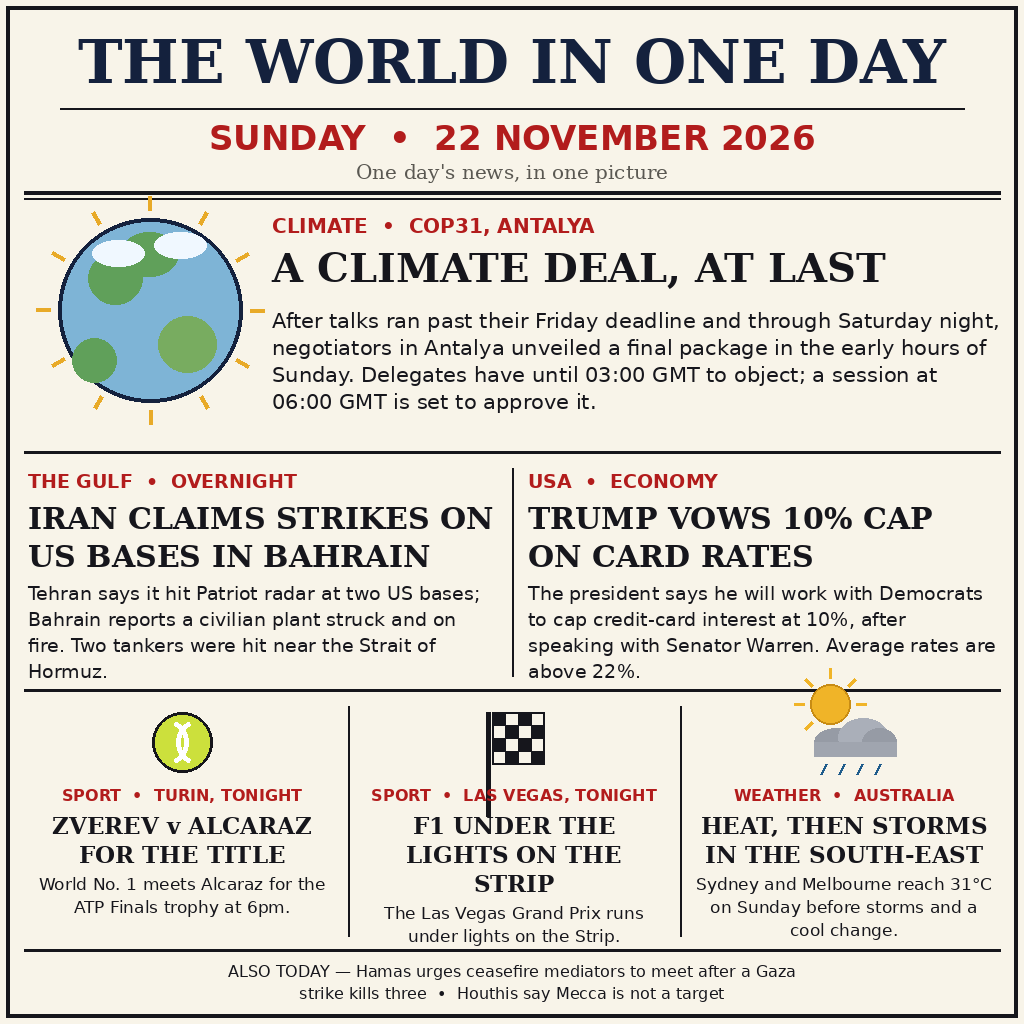 THE WORLD IN ONE DAY
SUNDAY • 22 NOVEMBER 2026
One day's news, in one picture
CLIMATE • COP31, ANTALYA
A CLIMATE DEAL, AT LAST
After talks ran past their Friday deadline and through Saturday night,
negotiators in Antalya unveiled a final package in the early hours of
Sunday. Delegates have until 03:00 GMT to object; a session at
06:00 GMT is set to approve it.
THE GULF • OVERNIGHT
IRAN CLAIMS STRIKES ON
US BASES IN BAHRAIN
Tehran says it hit Patriot radar at two US bases;
Bahrain reports a civilian plant struck and on
fire. Two tankers were hit near the Strait of
Hormuz.
USA • ECONOMY
TRUMP VOWS 10% CAP
ON CARD RATES
The president says he will work with Democrats
to cap credit-card interest at 10%, after
speaking with Senator Warren. Average rates are
above 22%.
SPORT • TURIN, TONIGHT
ZVEREV v ALCARAZ
FOR THE TITLE
World No. 1 meets Alcaraz for the
ATP Finals trophy at 6pm.
SPORT • LAS VEGAS, TONIGHT
F1 UNDER THE
LIGHTS ON THE
STRIP
The Las Vegas Grand Prix runs
under lights on the Strip.
WEATHER • AUSTRALIA
HEAT, THEN STORMS
IN THE SOUTH-EAST
Sydney and Melbourne reach 31°C
on Sunday before storms and a
cool change.
ALSO TODAY — Hamas urges ceasefire mediators to meet after a Gaza
strike kills three • Houthis say Mecca is not a target